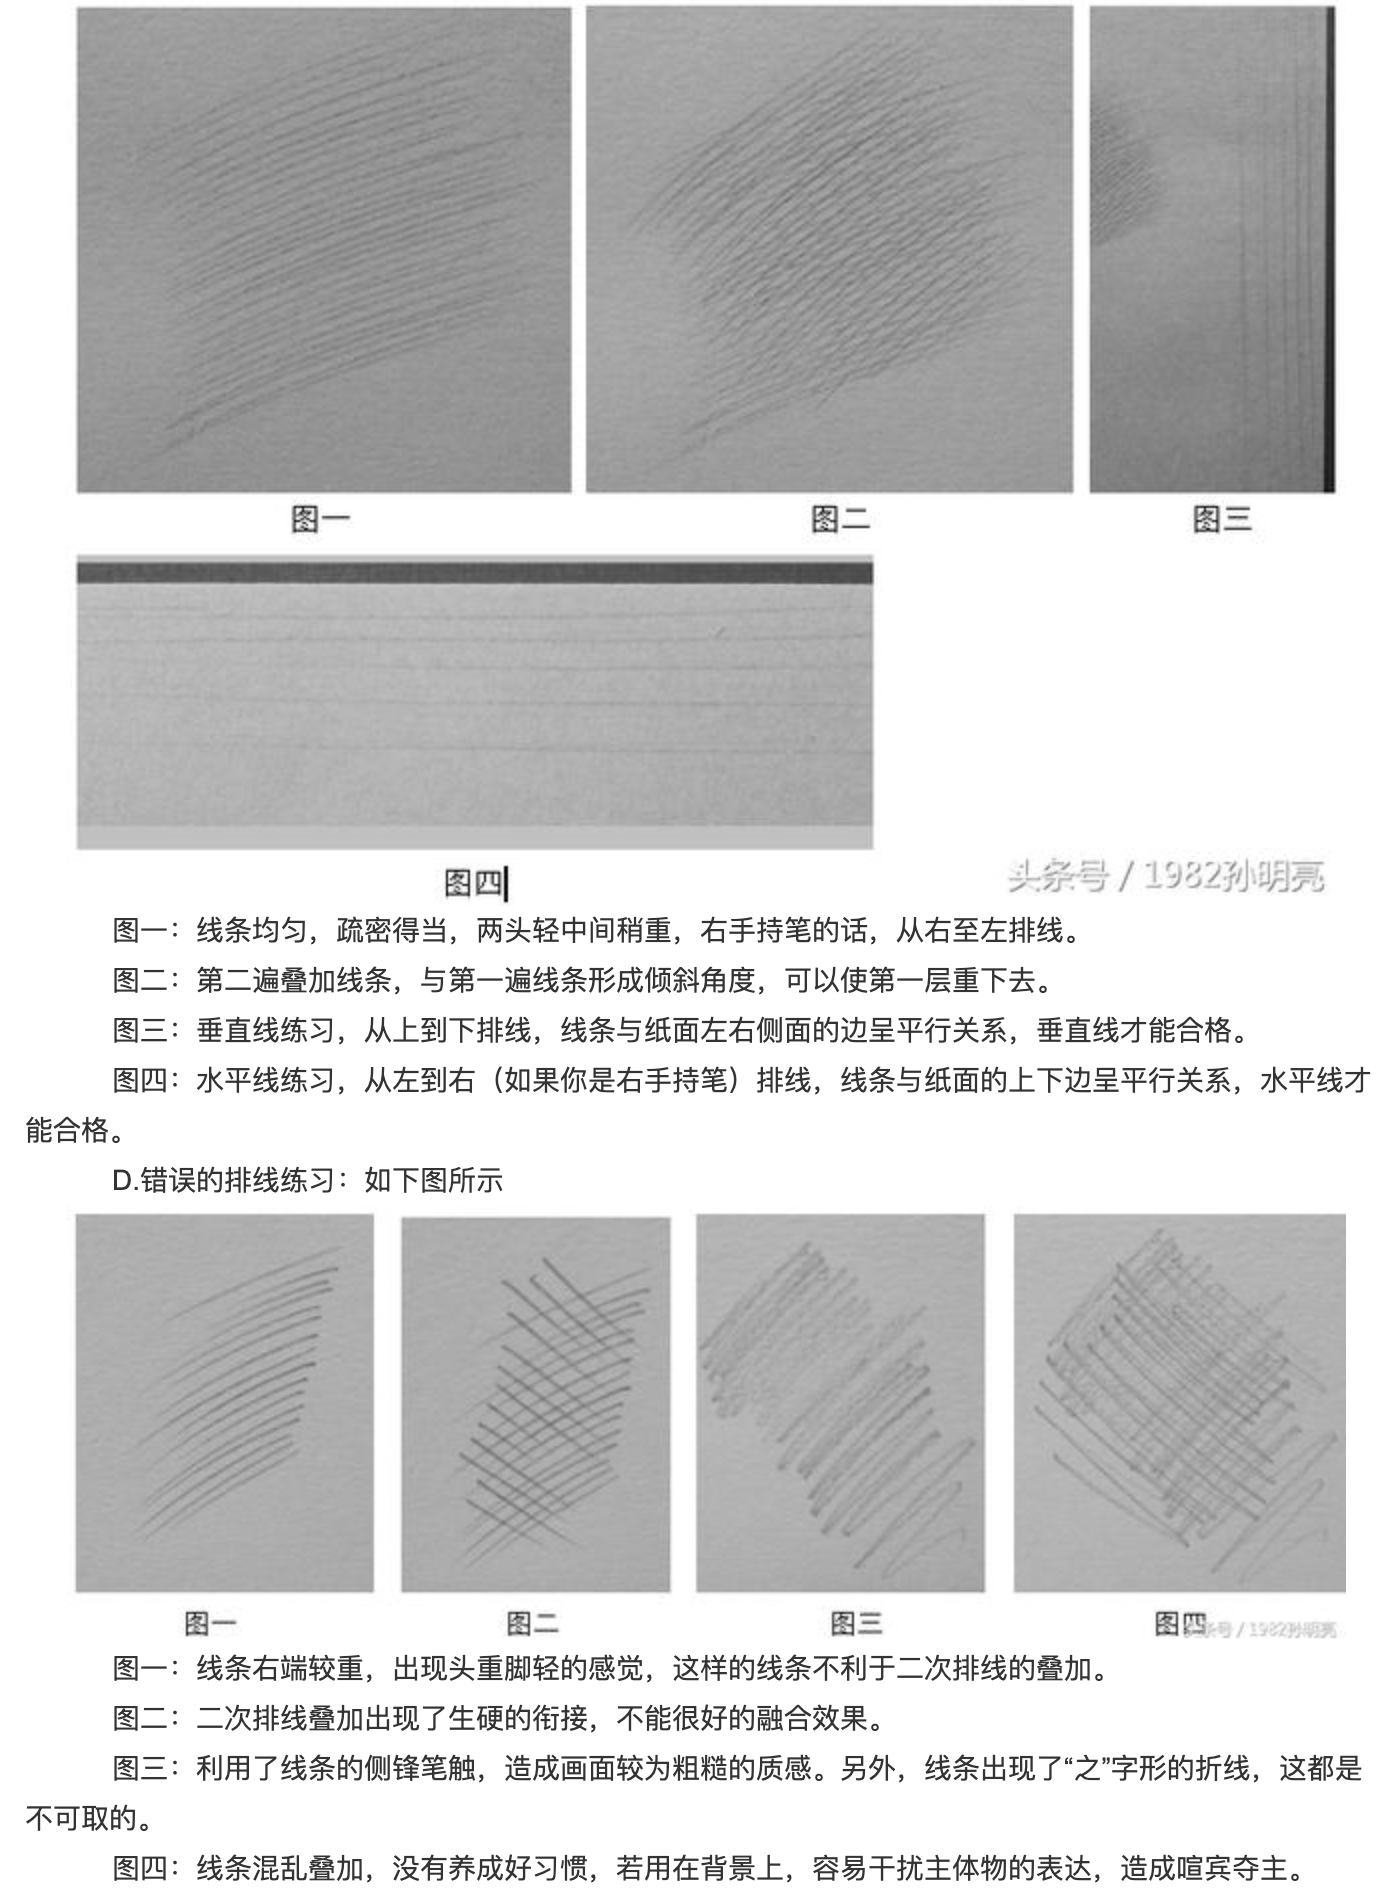 图一 图二 图三
图四
头条号 / 1982孙明亮
图一：线条均匀，疏密得当，两头轻中间稍重，右手持笔的话，从右至左排线。
图二：第二遍叠加线条，与第一遍线条形成倾斜角度，可以使第一层重下去。
图三：垂直线练习，从上到下排线，线条与纸面左右侧面的边呈平行关系，垂直线才能合格。
图四：水平线练习，从左到右（如果你是右手持笔）排线，线条与纸面的上下边呈平行关系，水平线才
能合格。
D.错误的排线练习：如下图所示
图一 图二 图三 图四
头条号 / 1982孙明亮
图一：线条右端较重，出现头重脚轻的感觉，这样的线条不利于二次排线的叠加。
图二：二次排线叠加出现了生硬的衔接，不能很好的融合效果。
图三：利用了线条的侧锋笔触，造成画面较为粗糙的质感。另外，线条出现了“之”字形的折线，这都是
不可取的。
图四：线条混乱叠加，没有养成好习惯，若用在背景上，容易干扰主体物的表达，造成喧宾夺主。